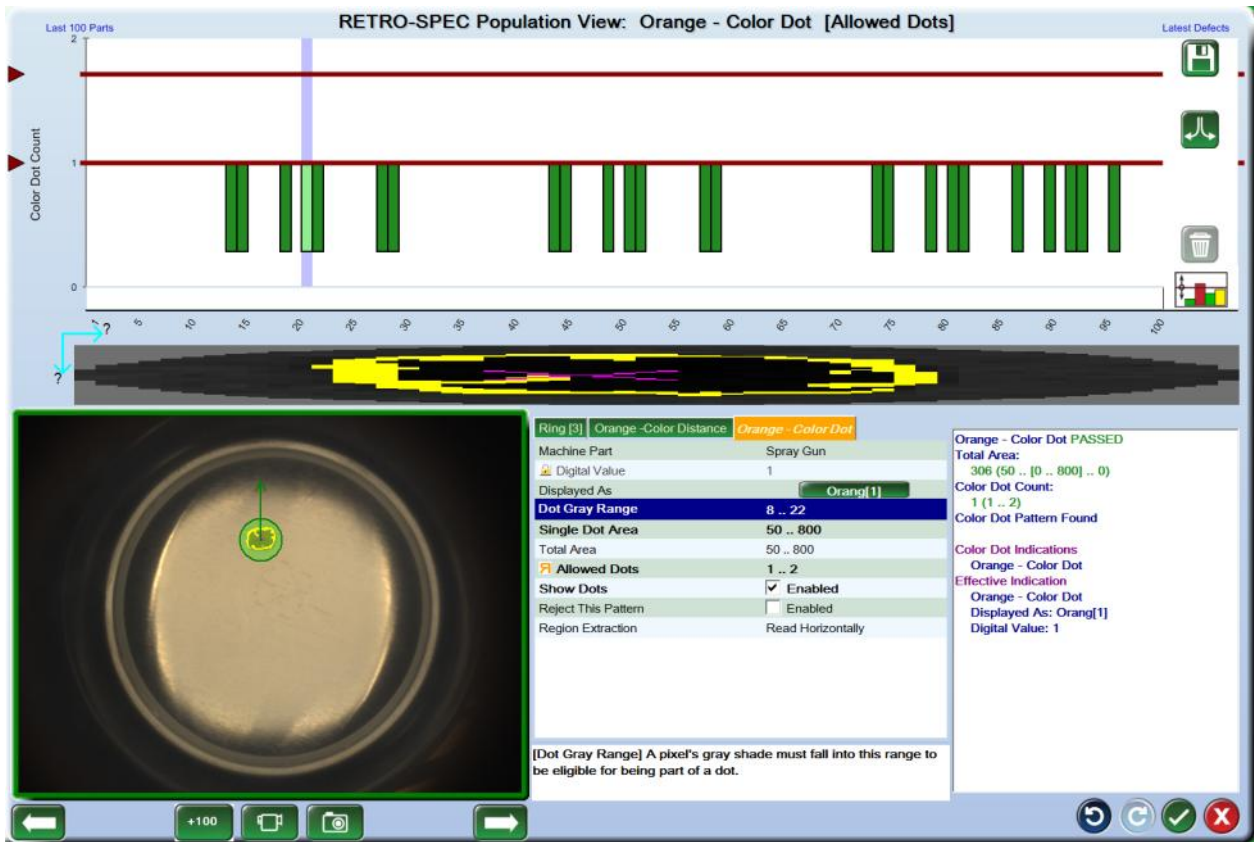 RETRO-SPEC Population View: Orange - Color Dot [Allowed Dots]
Last 100 Parts
Latest Defects
2
1
0
Color Dot Count
1 5 10 15 20 25 30 35 40 45 50 55 60 65 70 75 80 85 90 95 100
?
?
Ring [3] Orange -Color Distance Orange - Color Dot
Machine Part Spray Gun
Digital Value 1
Displayed As Orang[1]
Dot Gray Range 8 .. 22
Single Dot Area 50 .. 800
Total Area 50 .. 800
Я Allowed Dots 1 .. 2
Show Dots Enabled
Reject This Pattern Enabled
Region Extraction Read Horizontally
[Dot Gray Range] A pixel's gray shade must fall into this range to
be eligible for being part of a dot.
Orange - Color Dot PASSED
Total Area:
306 (50 .. [0 .. 800] .. 0)
Color Dot Count:
1 (1 .. 2)
Color Dot Pattern Found
Color Dot Indications
Orange - Color Dot
Effective Indication
Orange - Color Dot
Displayed As: Orang[1]
Digital Value: 1
+100